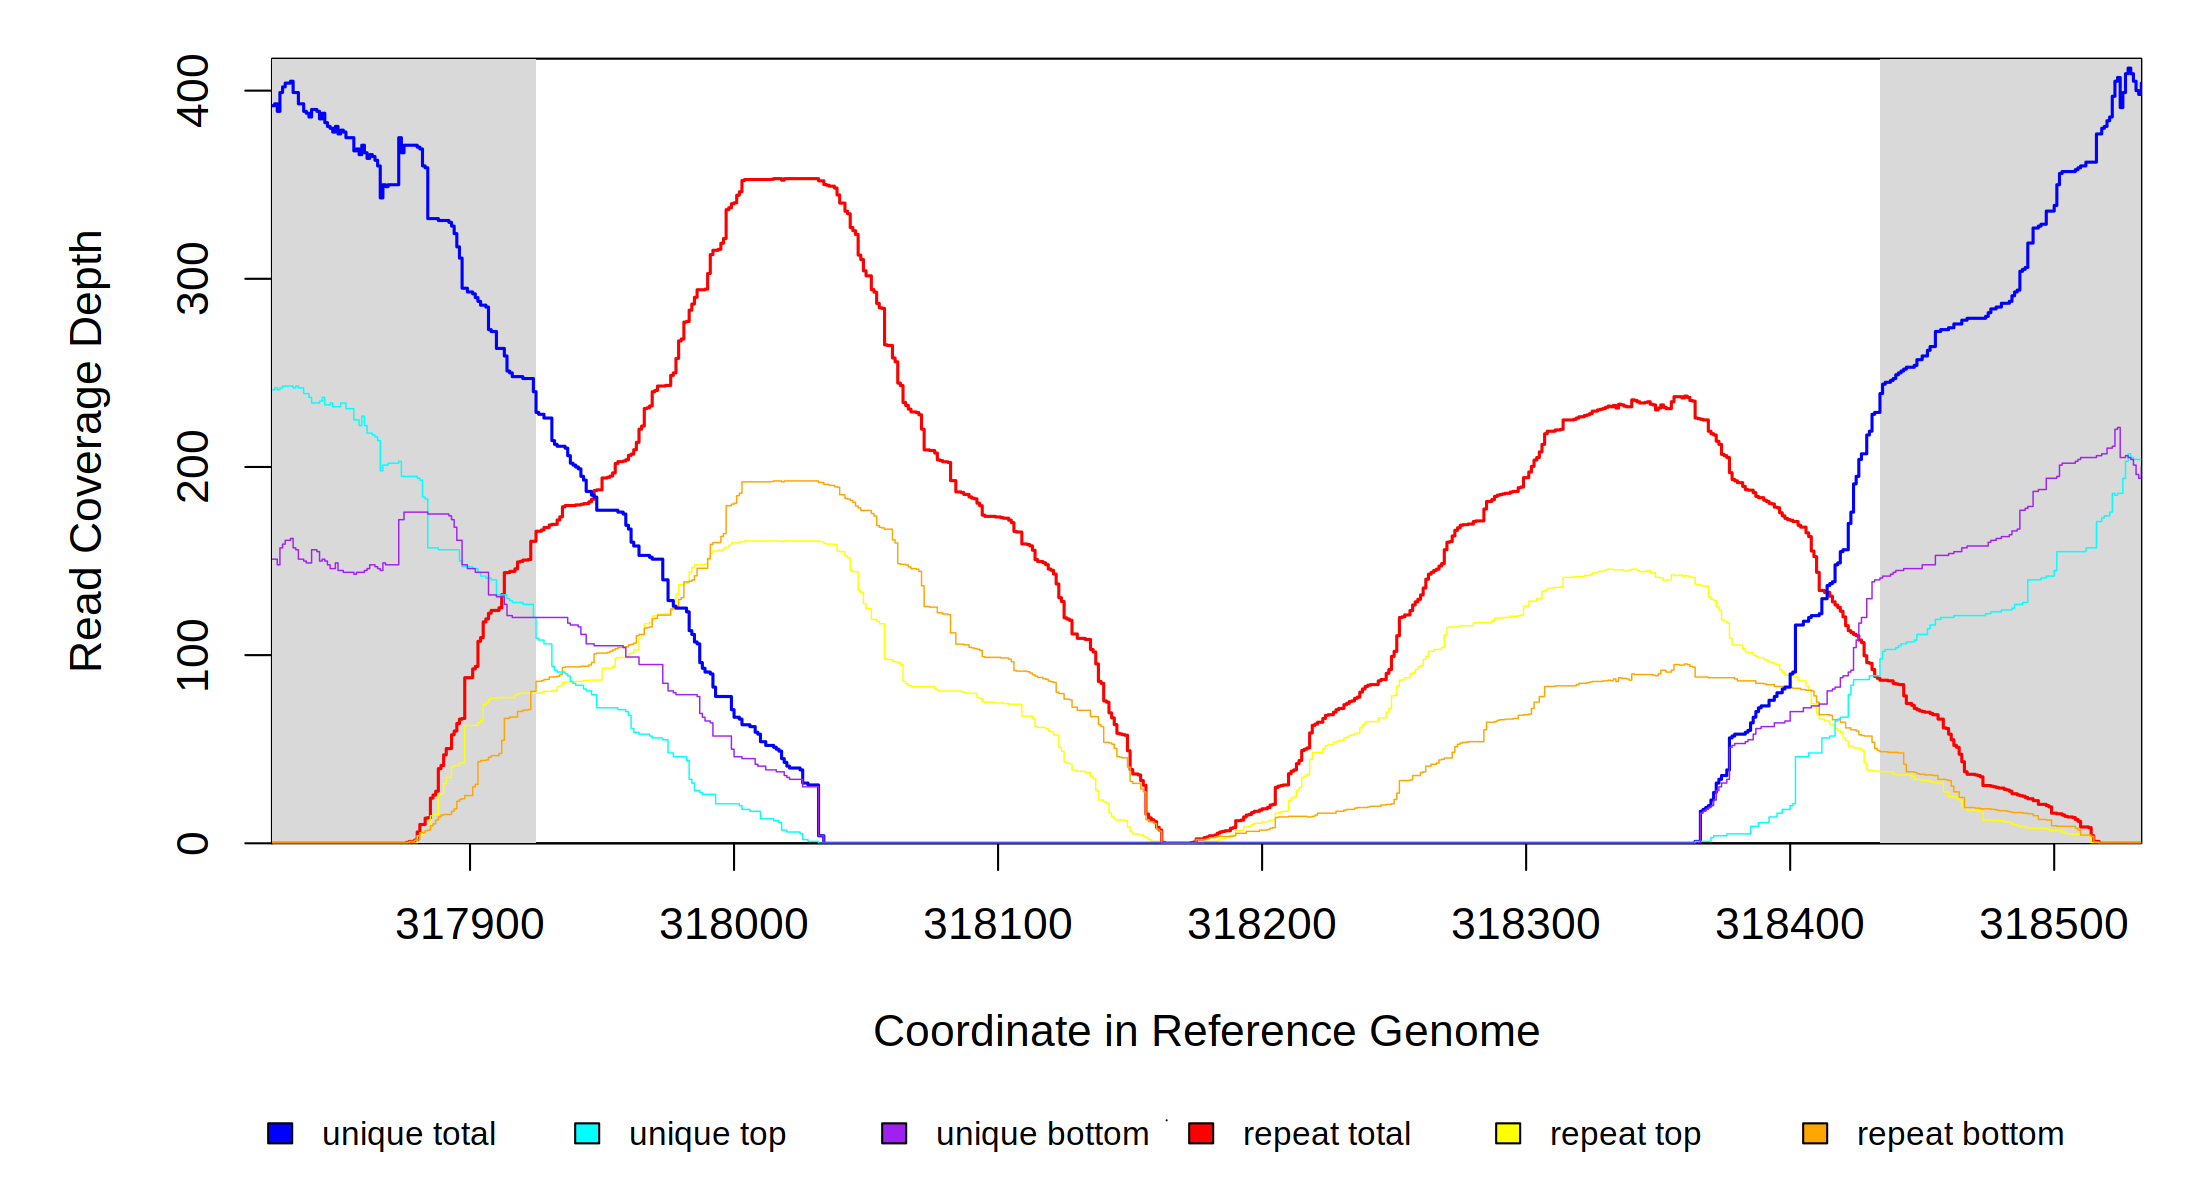 Read Coverage Depth
400
300
200
100
0
317900 318000 318100 318200 318300 318400 318500
Coordinate in Reference Genome
unique total unique top unique bottom repeat total repeat top repeat bottom